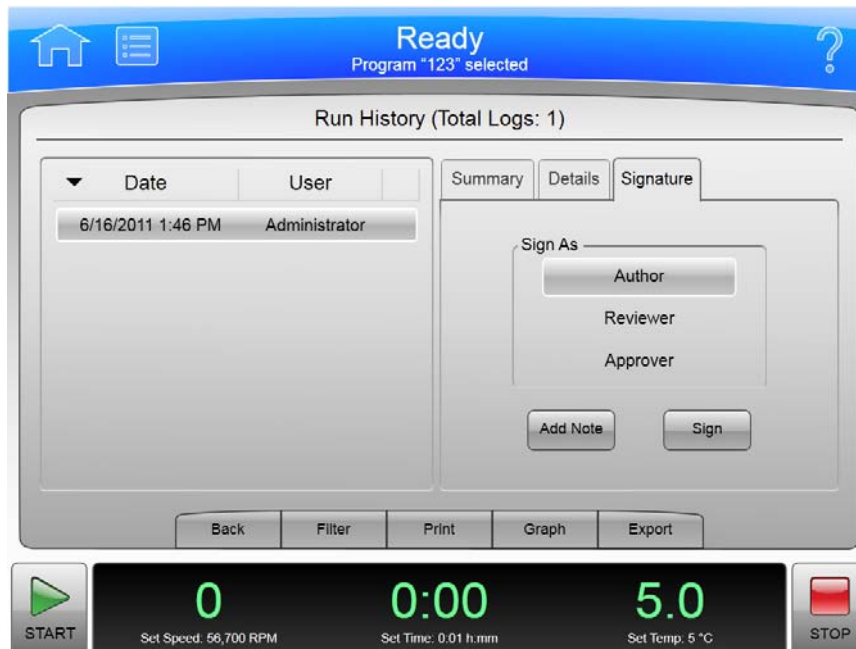 Ready
Program “123” selected
?
Run History (Total Logs: 1)
Date User
6/16/2011 1:46 PM Administrator
Summary Details Signature
Sign As
Author
Reviewer
Approver
Add Note Sign
Back Filter Print Graph Export
0 0:00 5.0
START Set Speed: 56,700 RPM Set Time: 0:01 h:mm Set Temp: 5 °C STOP